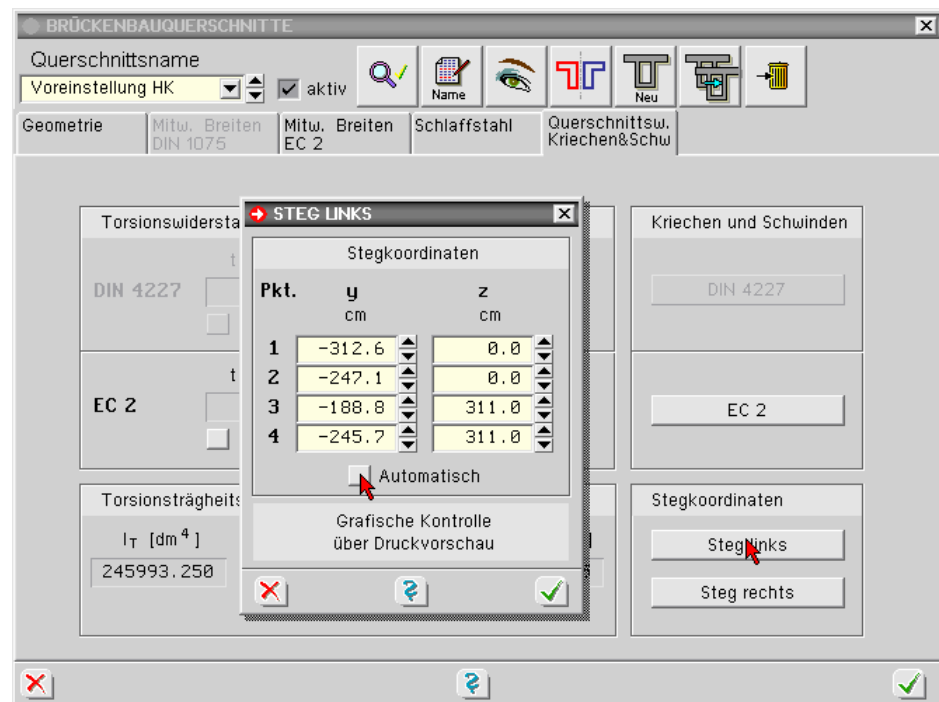 BRÜCKENBAUQUERSCHNITTE
Querschnittsname
Voreinstellung HK
aktiv
Name
Neu
Geometrie
Mitw. Breiten
DIN 1075
Mitw. Breiten
EC 2
Schlaffstahl
Querschnittsw.
Kriechen&Schw
Torsionswidersta
t
DIN 4227
t
EC 2
Torsionsträgheits
IT [dm4]
245993.250
STEG LINKS
Stegkoordinaten
Pkt. y z
cm cm
1 -312.6 0.0
2 -247.1 0.0
3 -188.8 311.0
4 -245.7 311.0
Automatisch
Grafische Kontrolle
über Druckvorschau
]
Kriechen und Schwinden
DIN 4227
EC 2
Stegkoordinaten
Steg links
Steg rechts